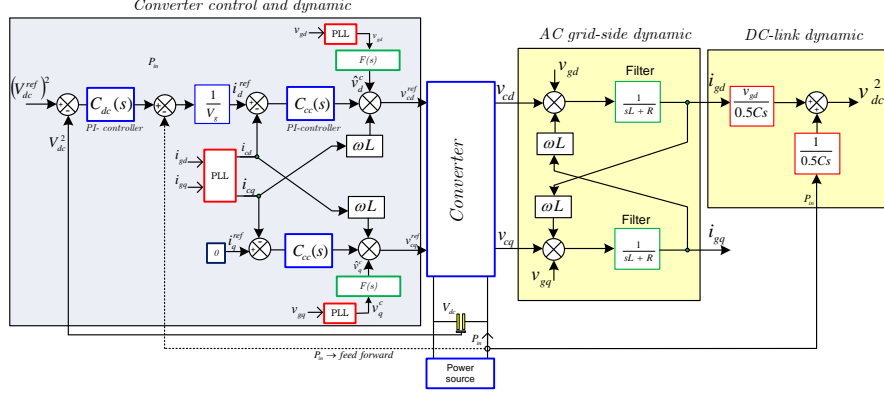 Converter control and dynamic
AC grid-side dynamic
DC-link dynamic
v_gd
PLL
v_gd
F(s)
P_in
(V_dc^ref)^2
C_dc(s)
PI- controller
1/V_g
i_d^ref
C_cc(s)
PI-controller
v̂_d^c
v_cd^ref
V_dc^2
i_gd
i_gq
PLL
i_cd
i_cq
ωL
ωL
0
i_q^ref
C_cc(s)
v̂_q^c
v_cq^ref
F(s)
v_gq
PLL
v_q^c
P_in → feed forward
Converter
V_dc
P_in
Power
source
v_cd
v_gd
Filter
1/(sL + R)
ωL
ωL
v_cq
v_gq
Filter
1/(sL + R)
i_gd
i_gq
v_gd/0.5Cs
v_dc^2
1/0.5Cs
P_in